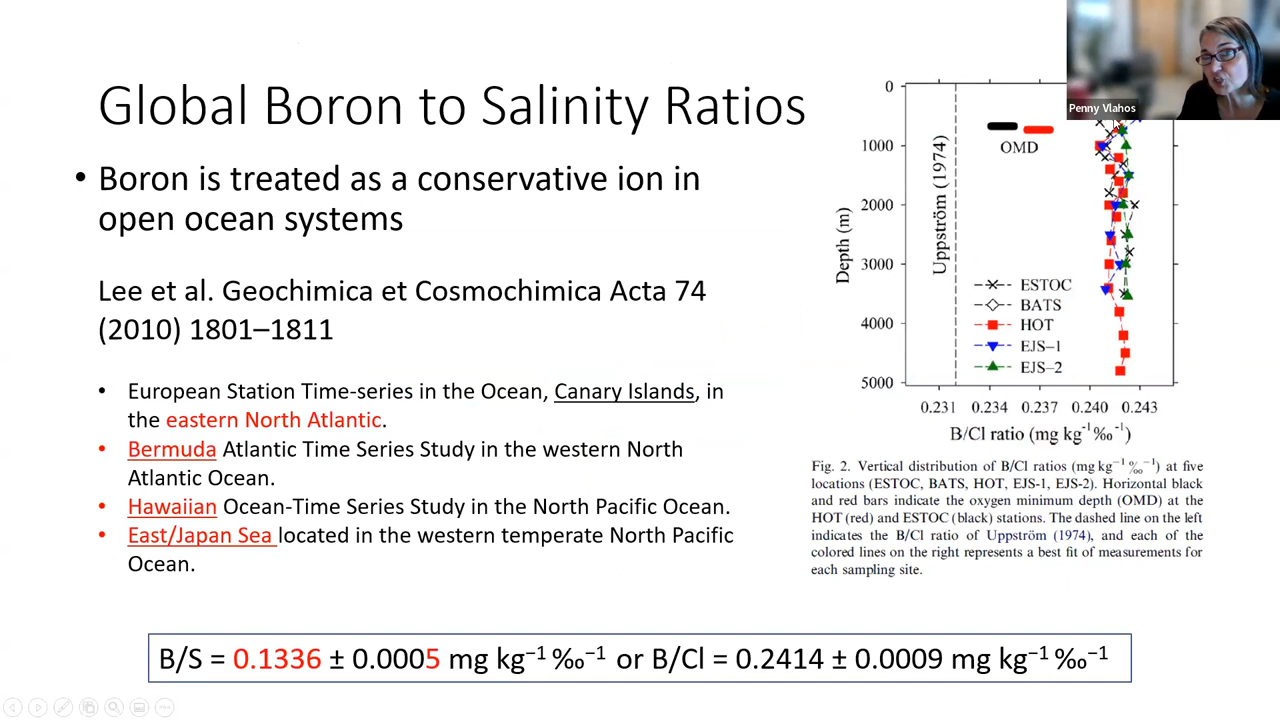 Penny Vlahos
Global Boron to Salinity Ratios
• Boron is treated as a conservative ion in
open ocean systems
Lee et al. Geochimica et Cosmochimica Acta 74
(2010) 1801–1811
• European Station Time-series in the Ocean, Canary Islands, in
the eastern North Atlantic.
• Bermuda Atlantic Time Series Study in the western North
Atlantic Ocean.
• Hawaiian Ocean-Time Series Study in the North Pacific Ocean.
• East/Japan Sea located in the western temperate North Pacific
Ocean.
0
1000
2000
3000
4000
5000
Depth (m)
Uppström (1974)
OMD
ESTOC
BATS
HOT
EJS–1
EJS–2
0.231 0.234 0.237 0.240 0.243
B/Cl ratio (mg kg⁻¹‰⁻¹)
Fig. 2. Vertical distribution of B/Cl ratios (mg kg⁻¹ ‰⁻¹) at five
locations (ESTOC, BATS, HOT, EJS-1, EJS-2). Horizontal black
and red bars indicate the oxygen minimum depth (OMD) at the
HOT (red) and ESTOC (black) stations. The dashed line on the left
indicates the B/Cl ratio of Uppström (1974), and each of the
colored lines on the right represents a best fit of measurements for
each sampling site.
B/S = 0.1336 ± 0.0005 mg kg⁻¹ ‰⁻¹ or B/Cl = 0.2414 ± 0.0009 mg kg⁻¹ ‰⁻¹